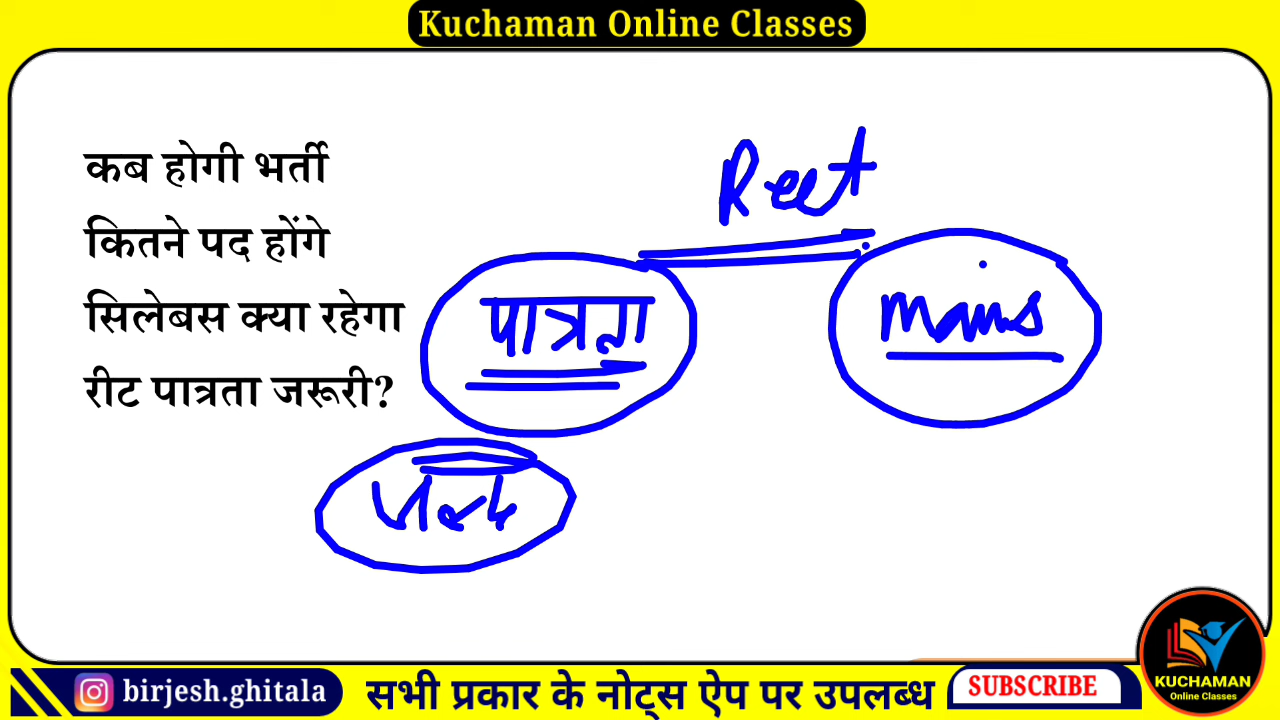 Kuchaman Online Classes
कब होगी भर्ती
कितने पद होंगे
सिलेबस क्या रहेगा
रीट पात्रता जरूरी?
Reet
पात्रता
mains
birjesh.ghitala
सभी प्रकार के नोट्स ऐप पर उपलब्ध
SUBSCRIBE
KUCHAMAN
Online Classes